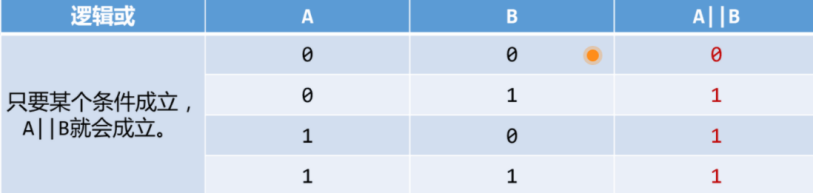 逻辑或 A B A||B
0 0 0
只要某个条件成立，
0 1 1
A||B就会成立。
1 0 1
1 1 1